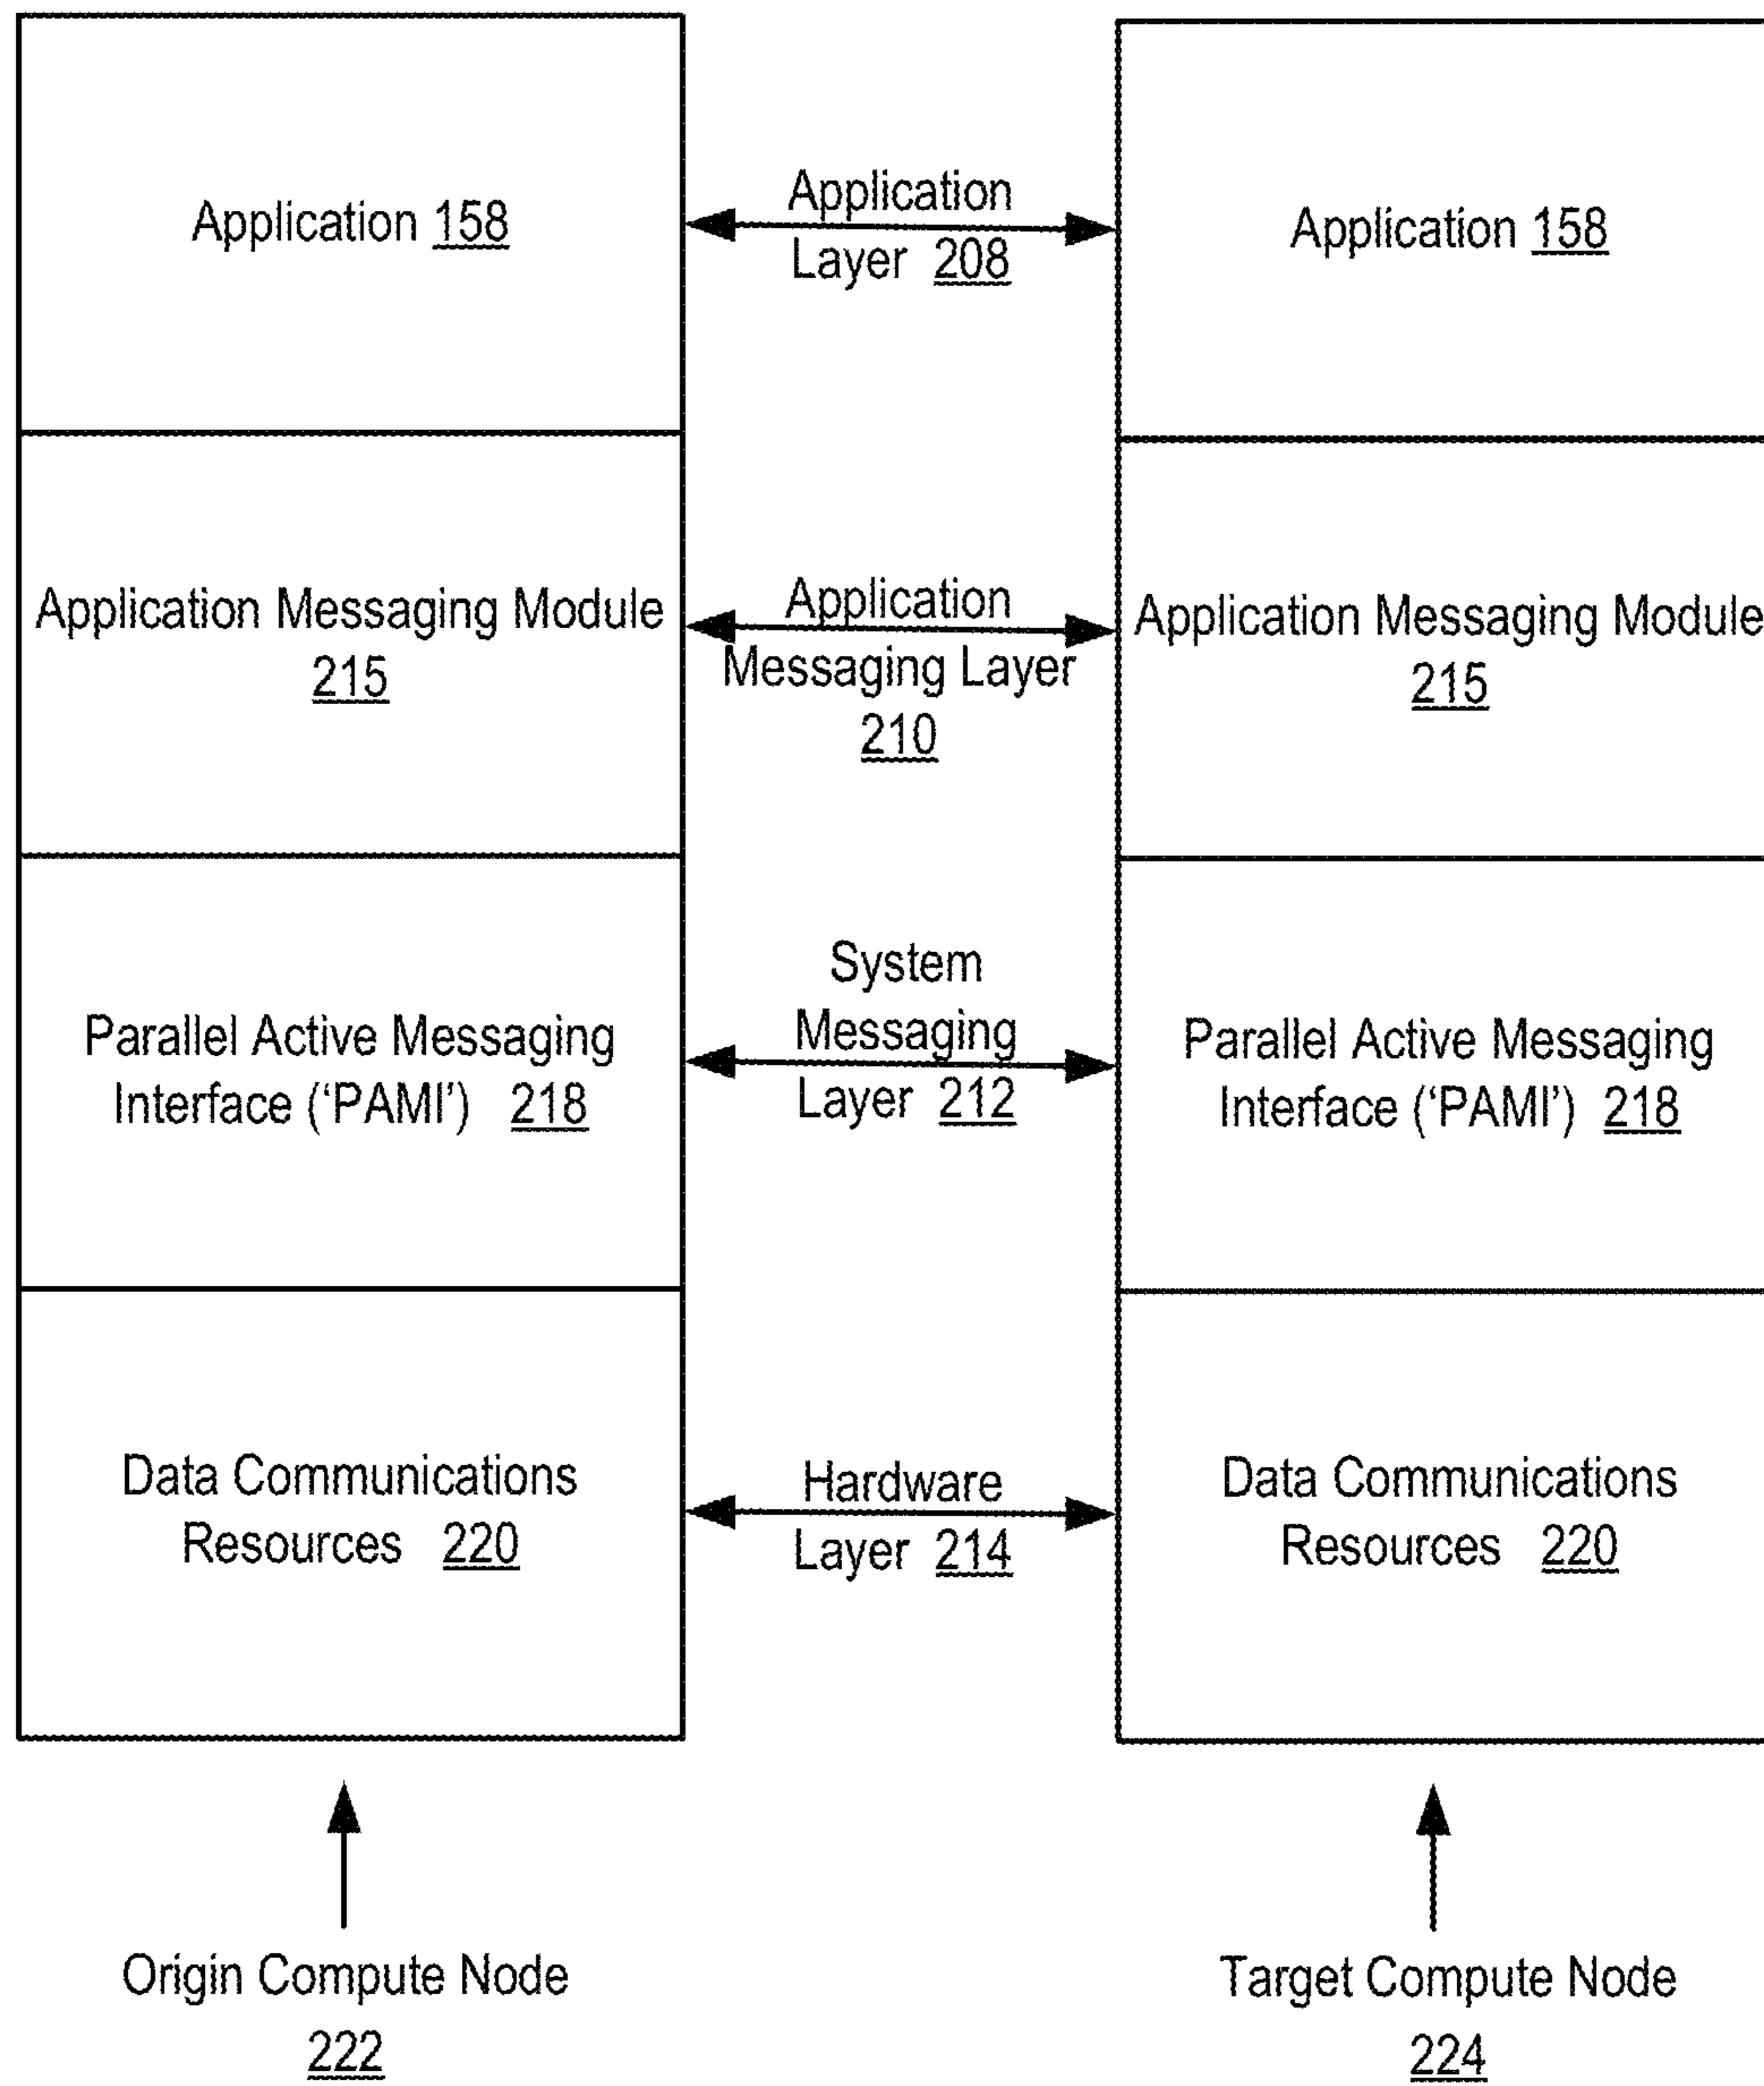 Application 158
Application
Layer 208
Application 158
Application Messaging Module
215
Application
Messaging Layer
210
Application Messaging Module
215
Parallel Active Messaging
Interface (‘PAMI’) 218
System
Messaging
Layer 212
Parallel Active Messaging
Interface (‘PAMI’) 218
Data Communications
Resources 220
Hardware
Layer 214
Data Communications
Resources 220
Origin Compute Node
222
Target Compute Node
224